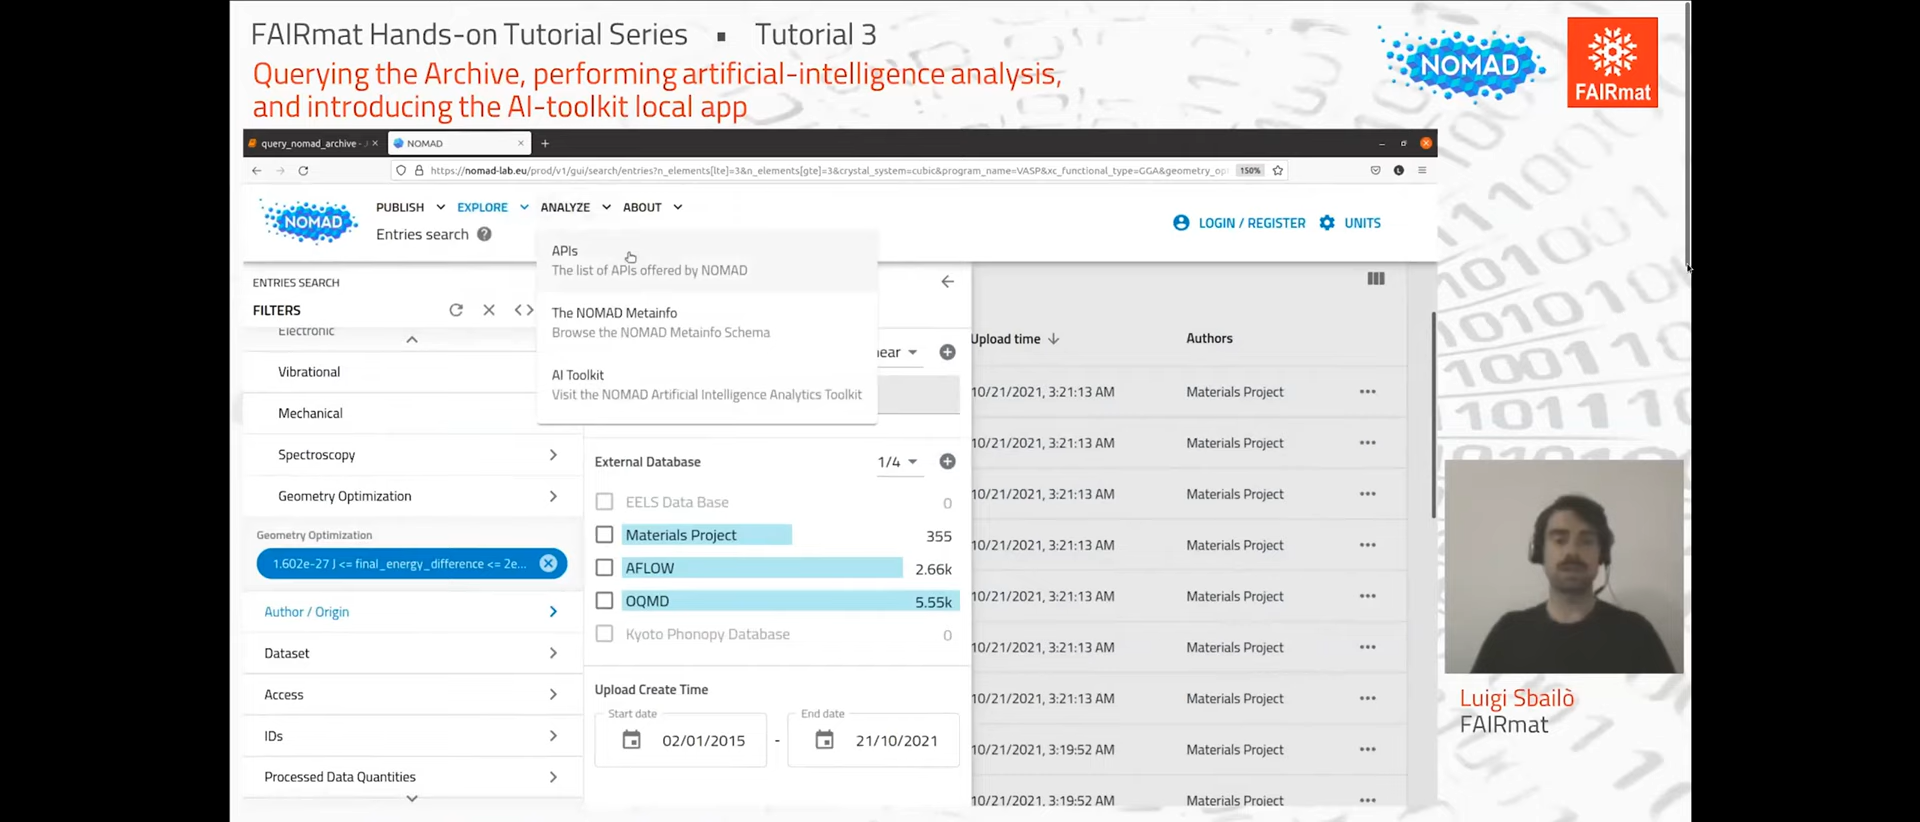 FAIRmat Hands-on Tutorial Series ▪ Tutorial 3
Querying the Archive, performing artificial-intelligence analysis,
and introducing the AI-toolkit local app
NOMAD
FAIRmat
query_nomad_archive -
NOMAD
https://nomad-lab.eu/prod/v1/gui/search/entries?n_elements[lte]=3&n_elements[gte]=3&crystal_system=cubic&program_name=VASP&xc_functional_type=GGA&geometry_op
150%
NOMAD
PUBLISH EXPLORE ANALYZE ABOUT
Entries search
LOGIN / REGISTER UNITS
APIs
The list of APIs offered by NOMAD
The NOMAD Metainfo
Browse the NOMAD Metainfo Schema
AI Toolkit
Visit the NOMAD Artificial Intelligence Analytics Toolkit
ENTRIES SEARCH
FILTERS
Electronic
Vibrational
Mechanical
Spectroscopy
Geometry Optimization
Geometry Optimization
1.602e-27 J <= final_energy_difference <= 2e...
Author / Origin
Dataset
Access
IDs
Processed Data Quantities
near
External Database 1/4
EELS Data Base 0
Materials Project 355
AFLOW 2.66k
OQMD 5.55k
Kyoto Phonopy Database 0
Upload Create Time
Start date
02/01/2015
-
End date
21/10/2021
Upload time Authors
10/21/2021, 3:21:13 AM Materials Project
10/21/2021, 3:21:13 AM Materials Project
10/21/2021, 3:21:13 AM Materials Project
10/21/2021, 3:21:13 AM Materials Project
10/21/2021, 3:21:13 AM Materials Project
10/21/2021, 3:21:13 AM Materials Project
10/21/2021, 3:21:13 AM Materials Project
10/21/2021, 3:19:52 AM Materials Project
10/21/2021, 3:19:52 AM Materials Project
Luigi Sbailò
FAIRmat